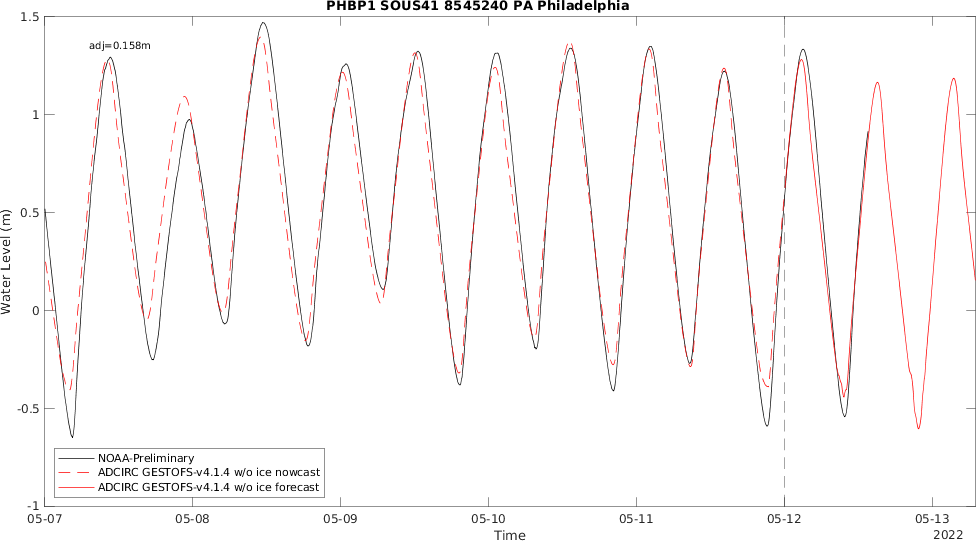 PHBP1 SOUS41 8545240 PA Philadelphia
adj=0.158m
1.5
1
0.5
0
-0.5
-1
Water Level (m)
NOAA-Preliminary
ADCIRC GESTOFS-v4.1.4 w/o ice nowcast
ADCIRC GESTOFS-v4.1.4 w/o ice forecast
05-07 05-08 05-09 05-10 05-11 05-12 05-13
Time
2022